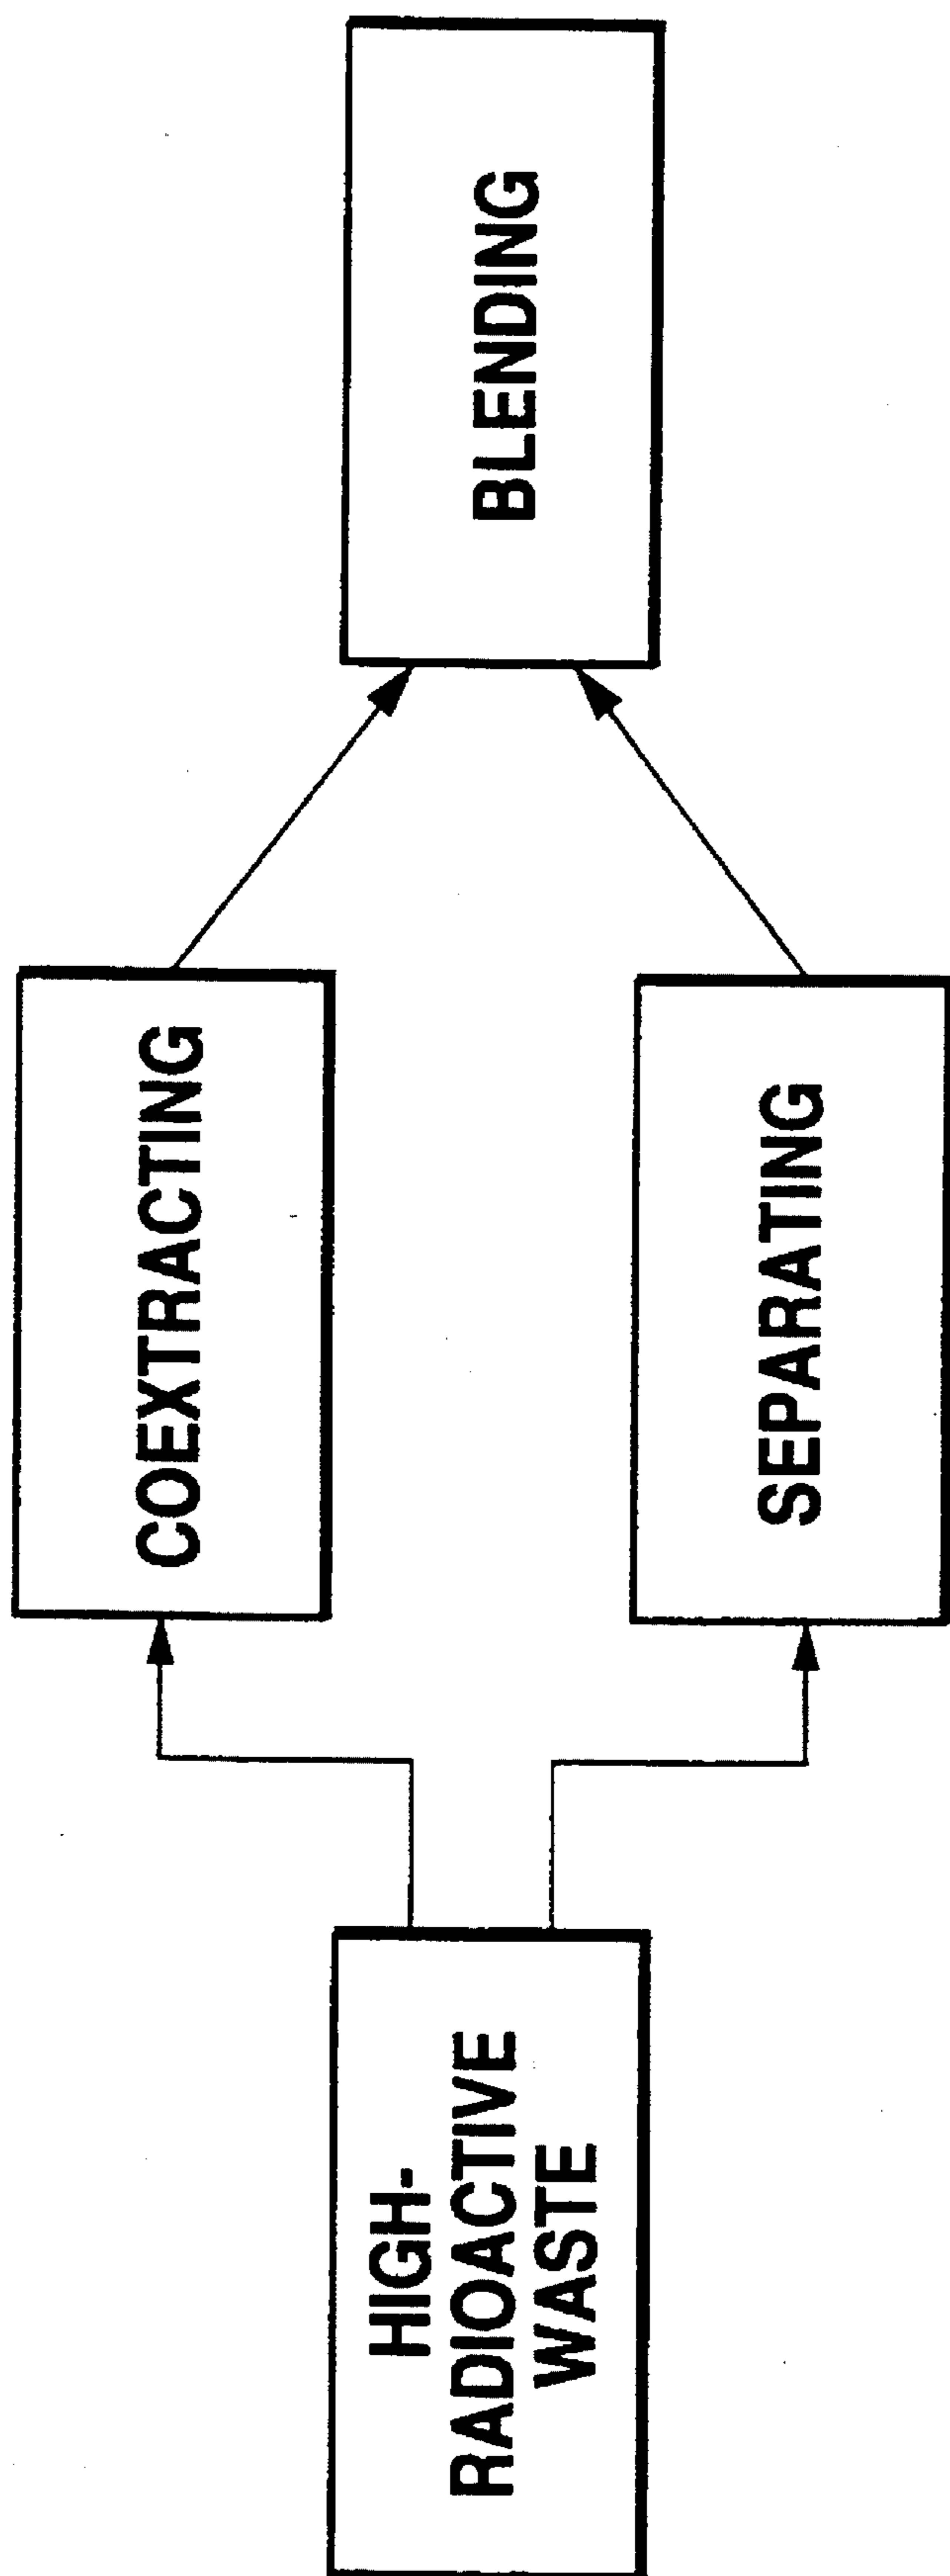 HIGH-
RADIOACTIVE
WASTE
COEXTRACTING
SEPARATING
BLENDING